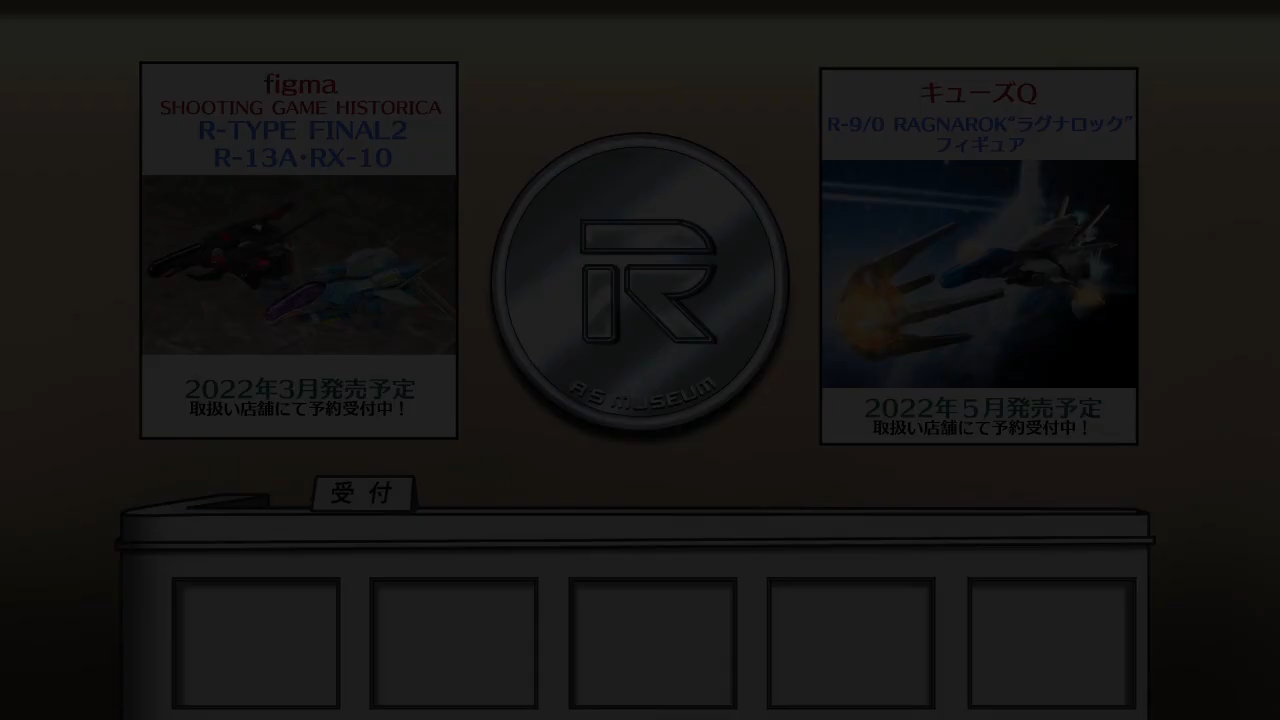 figma
SHOOTING GAME HISTORICA
R-TYPE FINAL2
R-13A・RX-10
2022年3月発売予定
取扱い店舗にて予約受付中！
R
R'S MUSEUM
キューズQ
R-9/0 RAGNAROK“ラグナロック”
フィギュア
2022年５月発売予定
取扱い店舗にて予約受付中！
受付